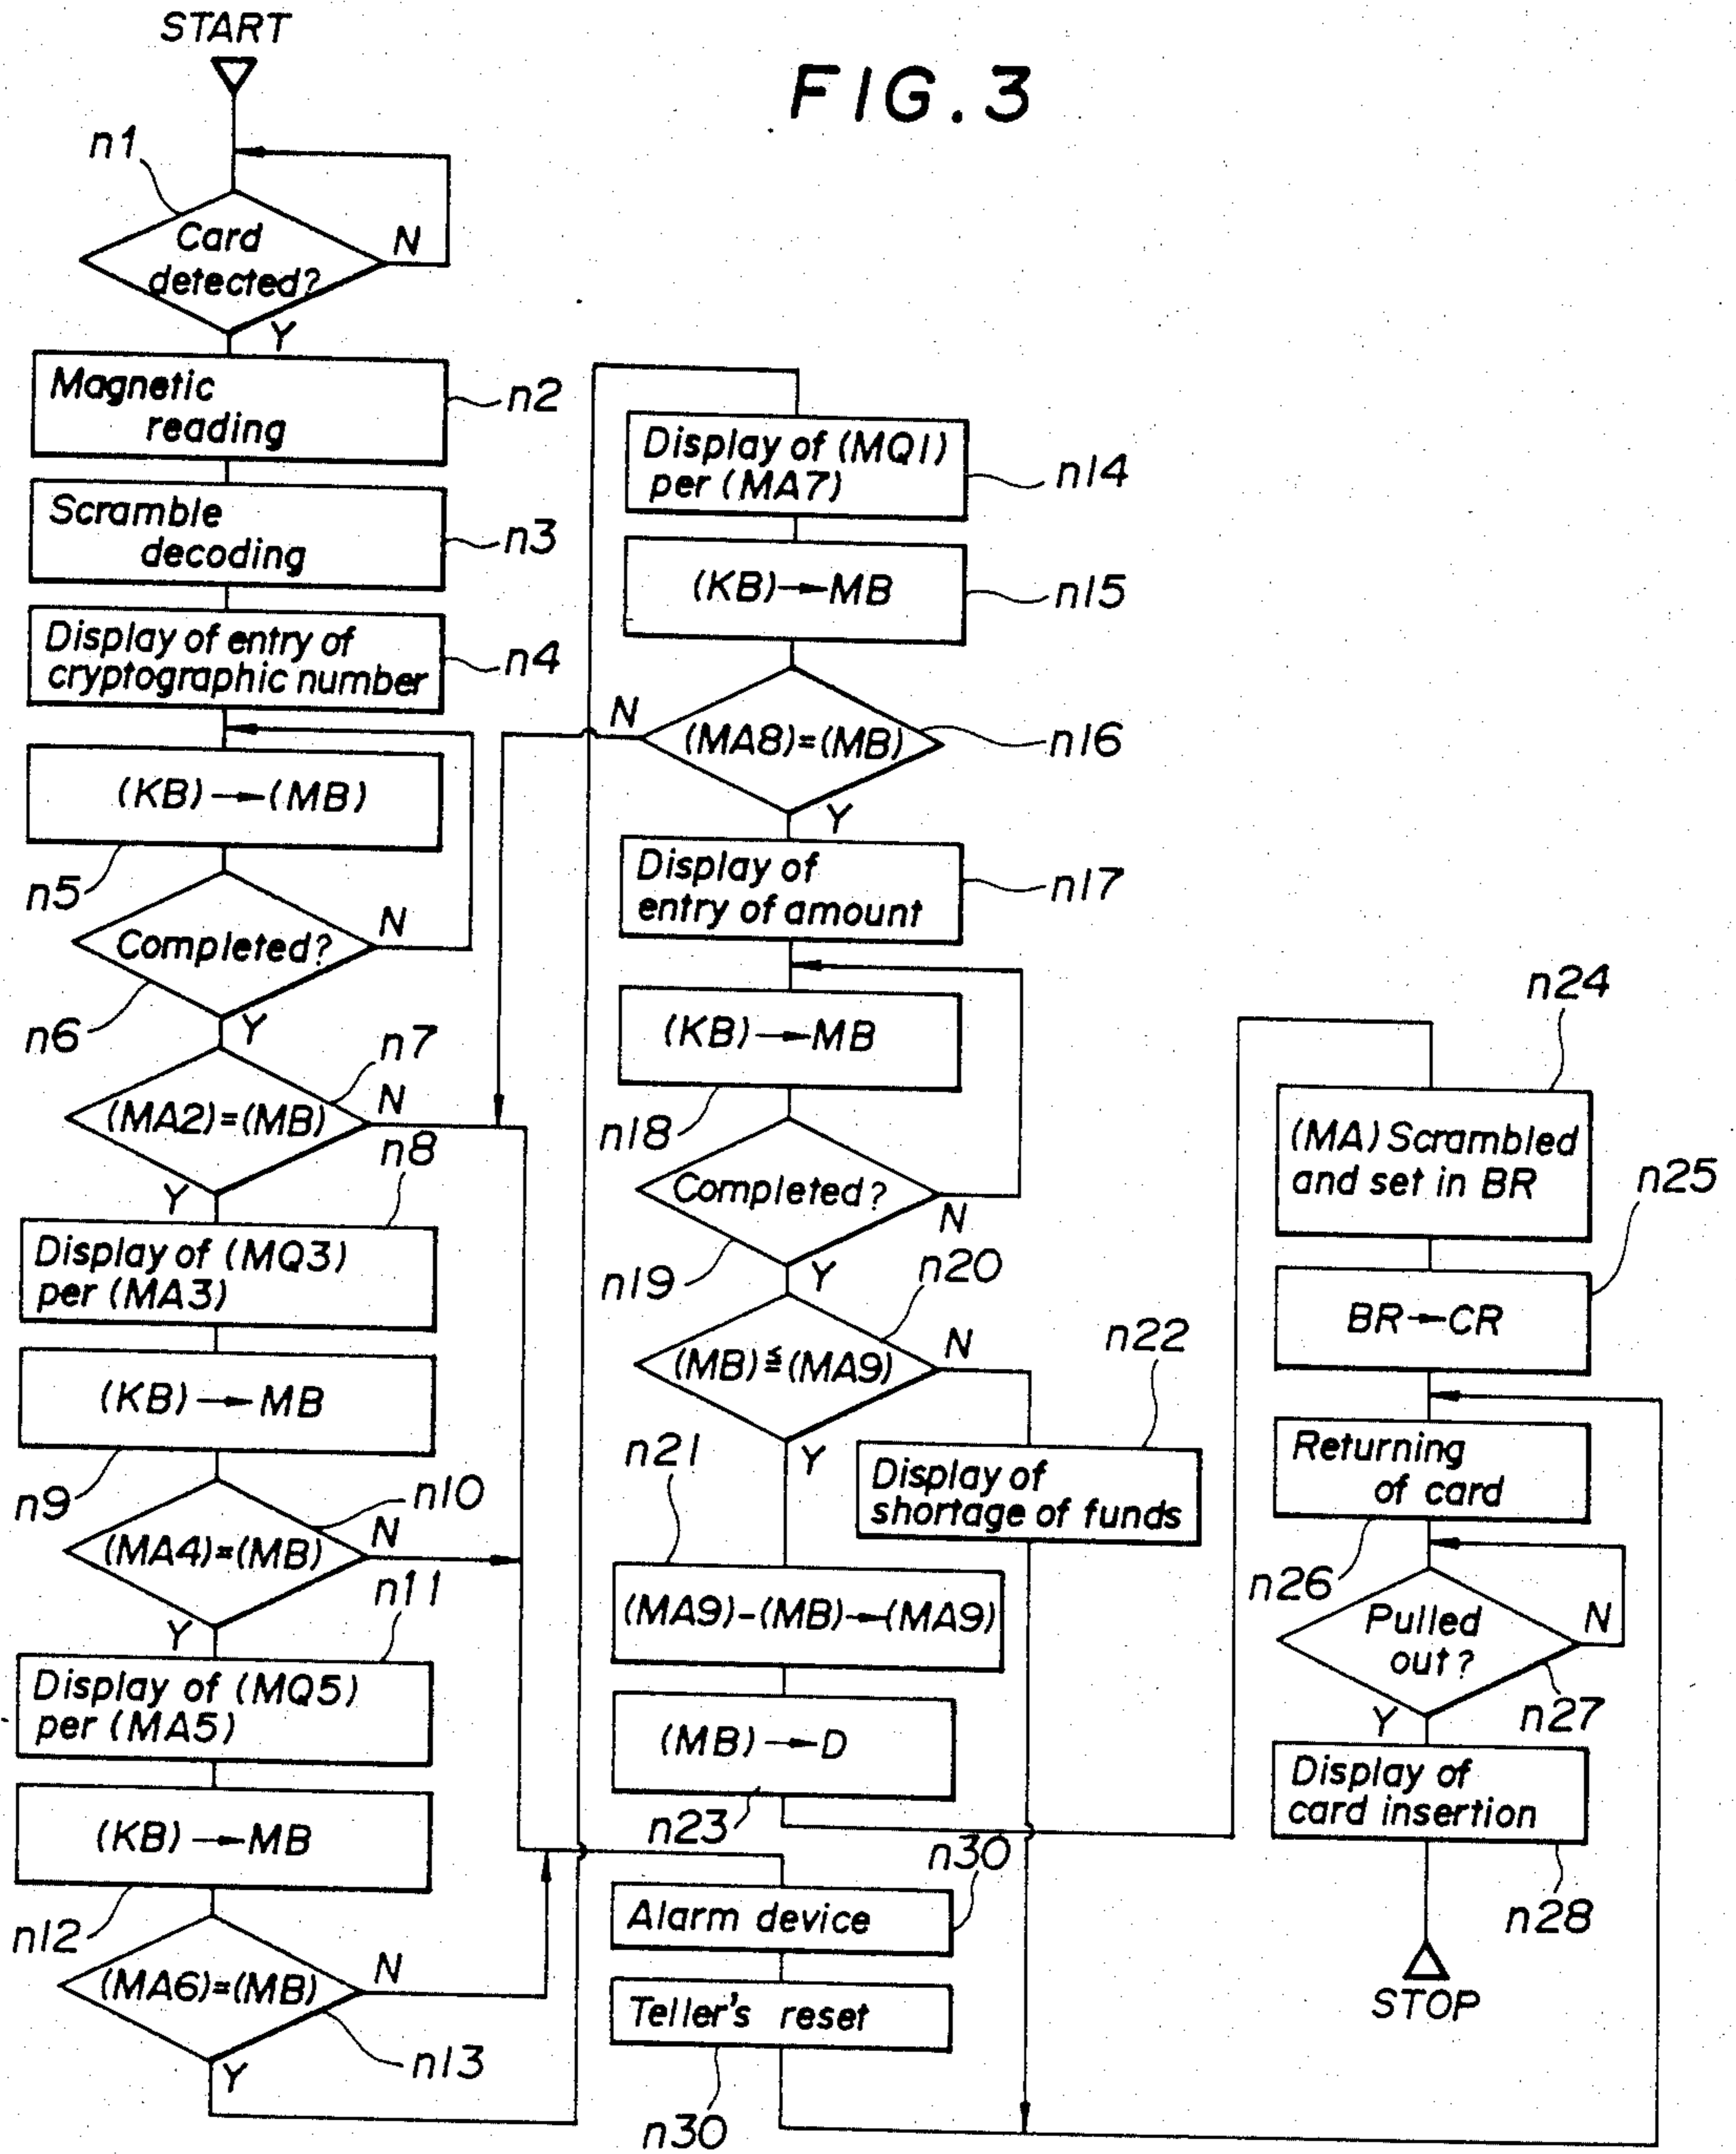 START
FIG. 3
n1
Card
detected?
N
Y
Magnetic
reading
n2
Scramble
decoding
n3
Display of entry of
cryptographic number
n4
(KB)→(MB)
n5
Completed?
N
n6
Y
n7
(MA2)=(MB)
N
Y
n8
Display of (MQ3)
per (MA3)
(KB)→MB
n9
n10
(MA4)=(MB)
N
Y
n11
Display of (MQ5)
per (MA5)
(KB)→MB
n12
(MA6)=(MB)
N
Y
n13
Display of (MQ1)
per (MA7)
n14
(KB)→MB
n15
N
(MA8)=(MB)
n16
Y
Display of
entry of amount
n17
(KB)→MB
n18
Completed?
N
n19
Y
n20
(MB)≦(MA9)
N
Y
n22
Display of
shortage of funds
n21
(MA9)-(MB)→(MA9)
(MB)→D
n23
n30
Alarm device
Teller's reset
n30
n24
(MA) Scrambled
and set in BR
n25
BR→CR
Returning
of card
n26
Pulled
out?
N
n27
Y
Display of
card insertion
n28
STOP